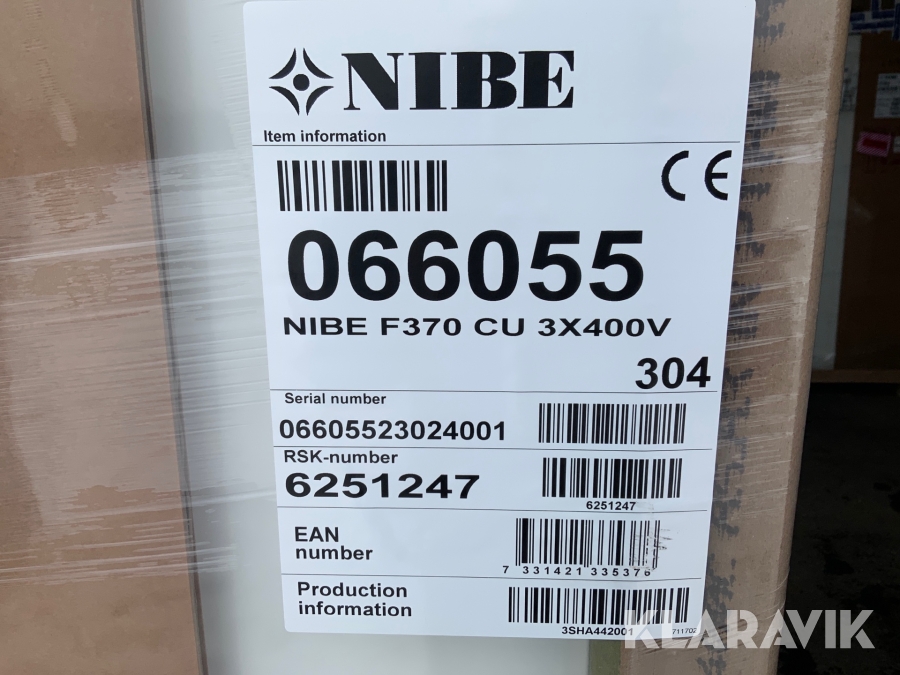 NIBE
Item information
CE
066055
NIBE F370 CU 3X400V
304
Serial number
06605523024001
RSK-number
6251247
6251247
EAN
number
7 331421 335376
Production
information
3SHA442001
711702
KLARAVIK